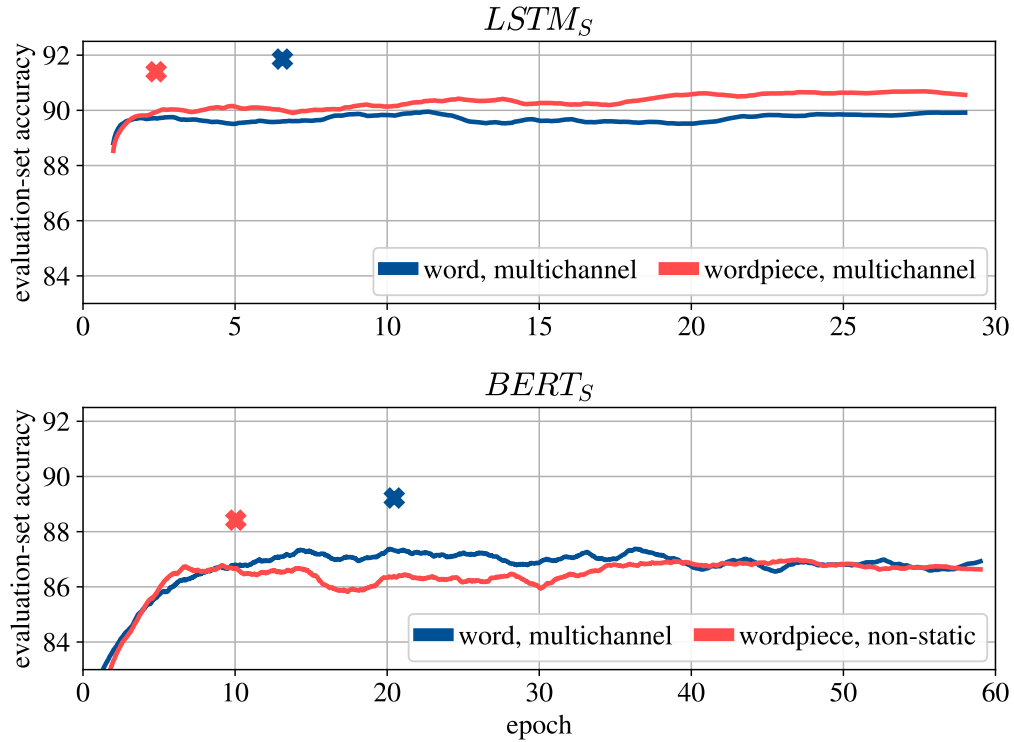 LSTM_S
evaluation-set accuracy
92
90
88
86
84
word, multichannel wordpiece, multichannel
0 5 10 15 20 25 30
BERT_S
evaluation-set accuracy
92
90
88
86
84
word, multichannel wordpiece, non-static
0 10 20 30 40 50 60
epoch